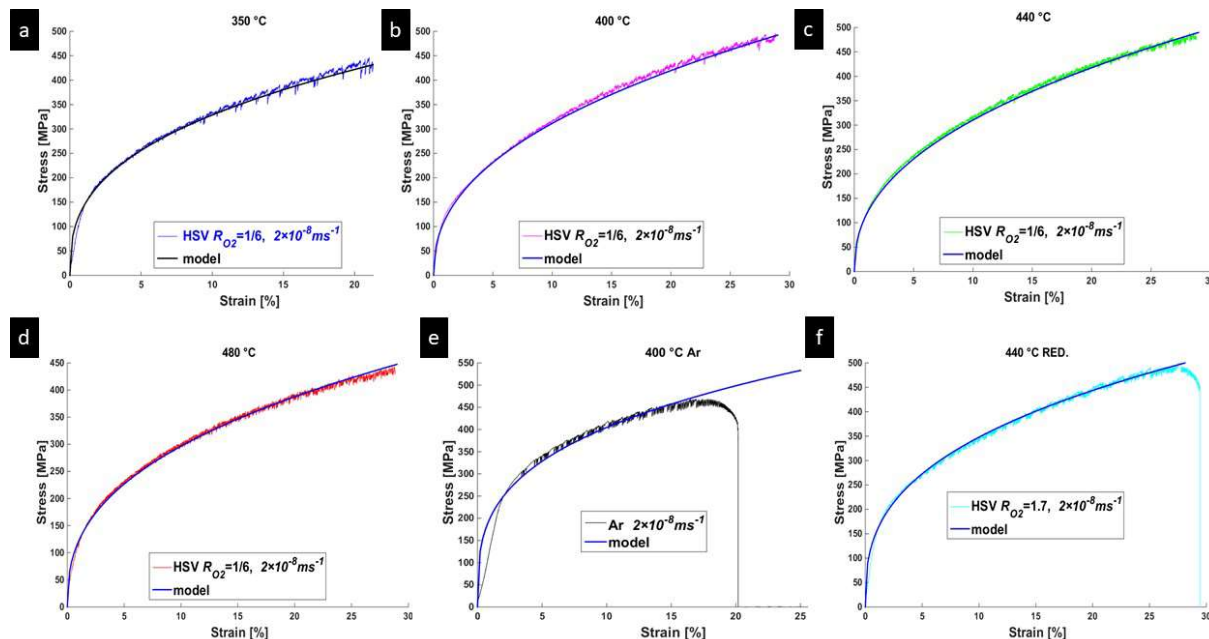 a
350 °C
500
450
400
350
300
250
200
150
100
50
0
Stress [MPa]
0 5 10 15 20
Strain [%]
HSV R_O2=1/6, 2×10⁻⁸ms⁻¹
model
b
400 °C
500
450
400
350
300
250
200
150
100
50
0
Stress [MPa]
0 5 10 15 20 25 30
Strain [%]
HSV R_O2=1/6, 2×10⁻⁸ms⁻¹
model
c
440 °C
500
450
400
350
300
250
200
150
100
50
0
Stress [MPa]
0 5 10 15 20 25 30
Strain [%]
HSV R_O2=1/6, 2×10⁻⁸ms⁻¹
model
d
480 °C
450
400
350
300
250
200
150
100
50
0
Stress [MPa]
0 5 10 15 20 25 30
Strain [%]
HSV R_O2=1/6, 2×10⁻⁸ms⁻¹
model
e
400 °C Ar
550
500
450
400
350
300
250
200
150
100
50
0
Stress [MPa]
0 5 10 15 20 25
Strain [%]
Ar 2×10⁻⁸ms⁻¹
model
f
440 °C RED.
500
450
400
350
300
250
200
150
100
50
0
Stress [MPa]
0 5 10 15 20 25 30
Strain [%]
HSV R_O2=1.7, 2×10⁻⁸ms⁻¹
model